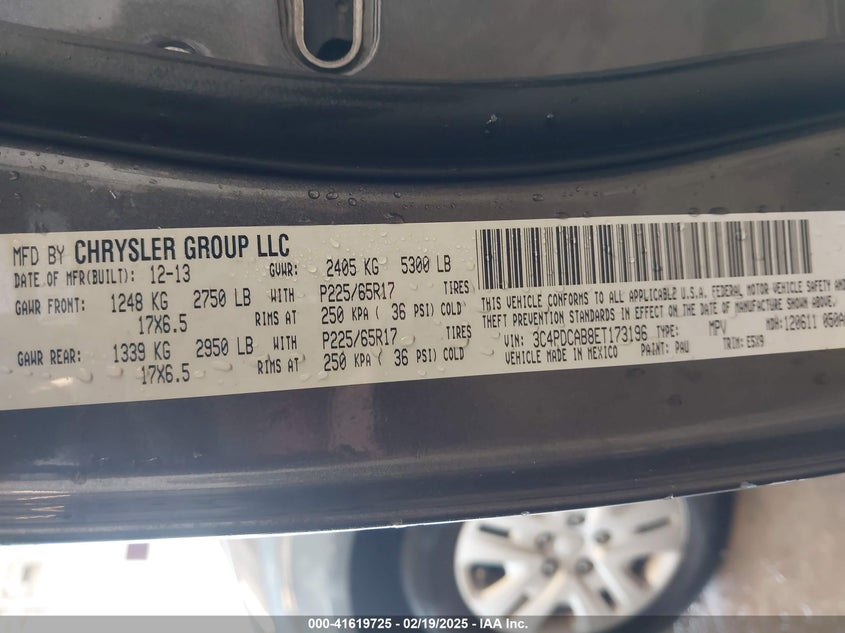 MFD BY CHRYSLER GROUP LLC
DATE OF MFR(BUILT): 12-13 GVWR: 2405 KG 5300 LB
GAWR FRONT: 1248 KG 2750 LB WITH P225/65R17 TIRES
17X6.5 RIMS AT 250 KPA ( 36 PSI) COLD
GAWR REAR: 1339 KG 2950 LB WITH P225/65R17 TIRES
17X6.5 RIMS AT 250 KPA ( 36 PSI) COLD
THIS VEHICLE CONFORMS TO ALL APPLICABLE U.S.A. FEDERAL MOTOR VEHICLE SAFETY AND
THEFT PREVENTION STANDARDS IN EFFECT ON THE DATE OF MANUFACTURE SHOWN ABOVE.
VIN: 3C4PDCAB8ET173196 TYPE: MPV MDH: 120611 050A
VEHICLE MADE IN MEXICO PAINT: PAU TRIM: E5X9
000-41619725 - 02/19/2025 - IAA Inc.